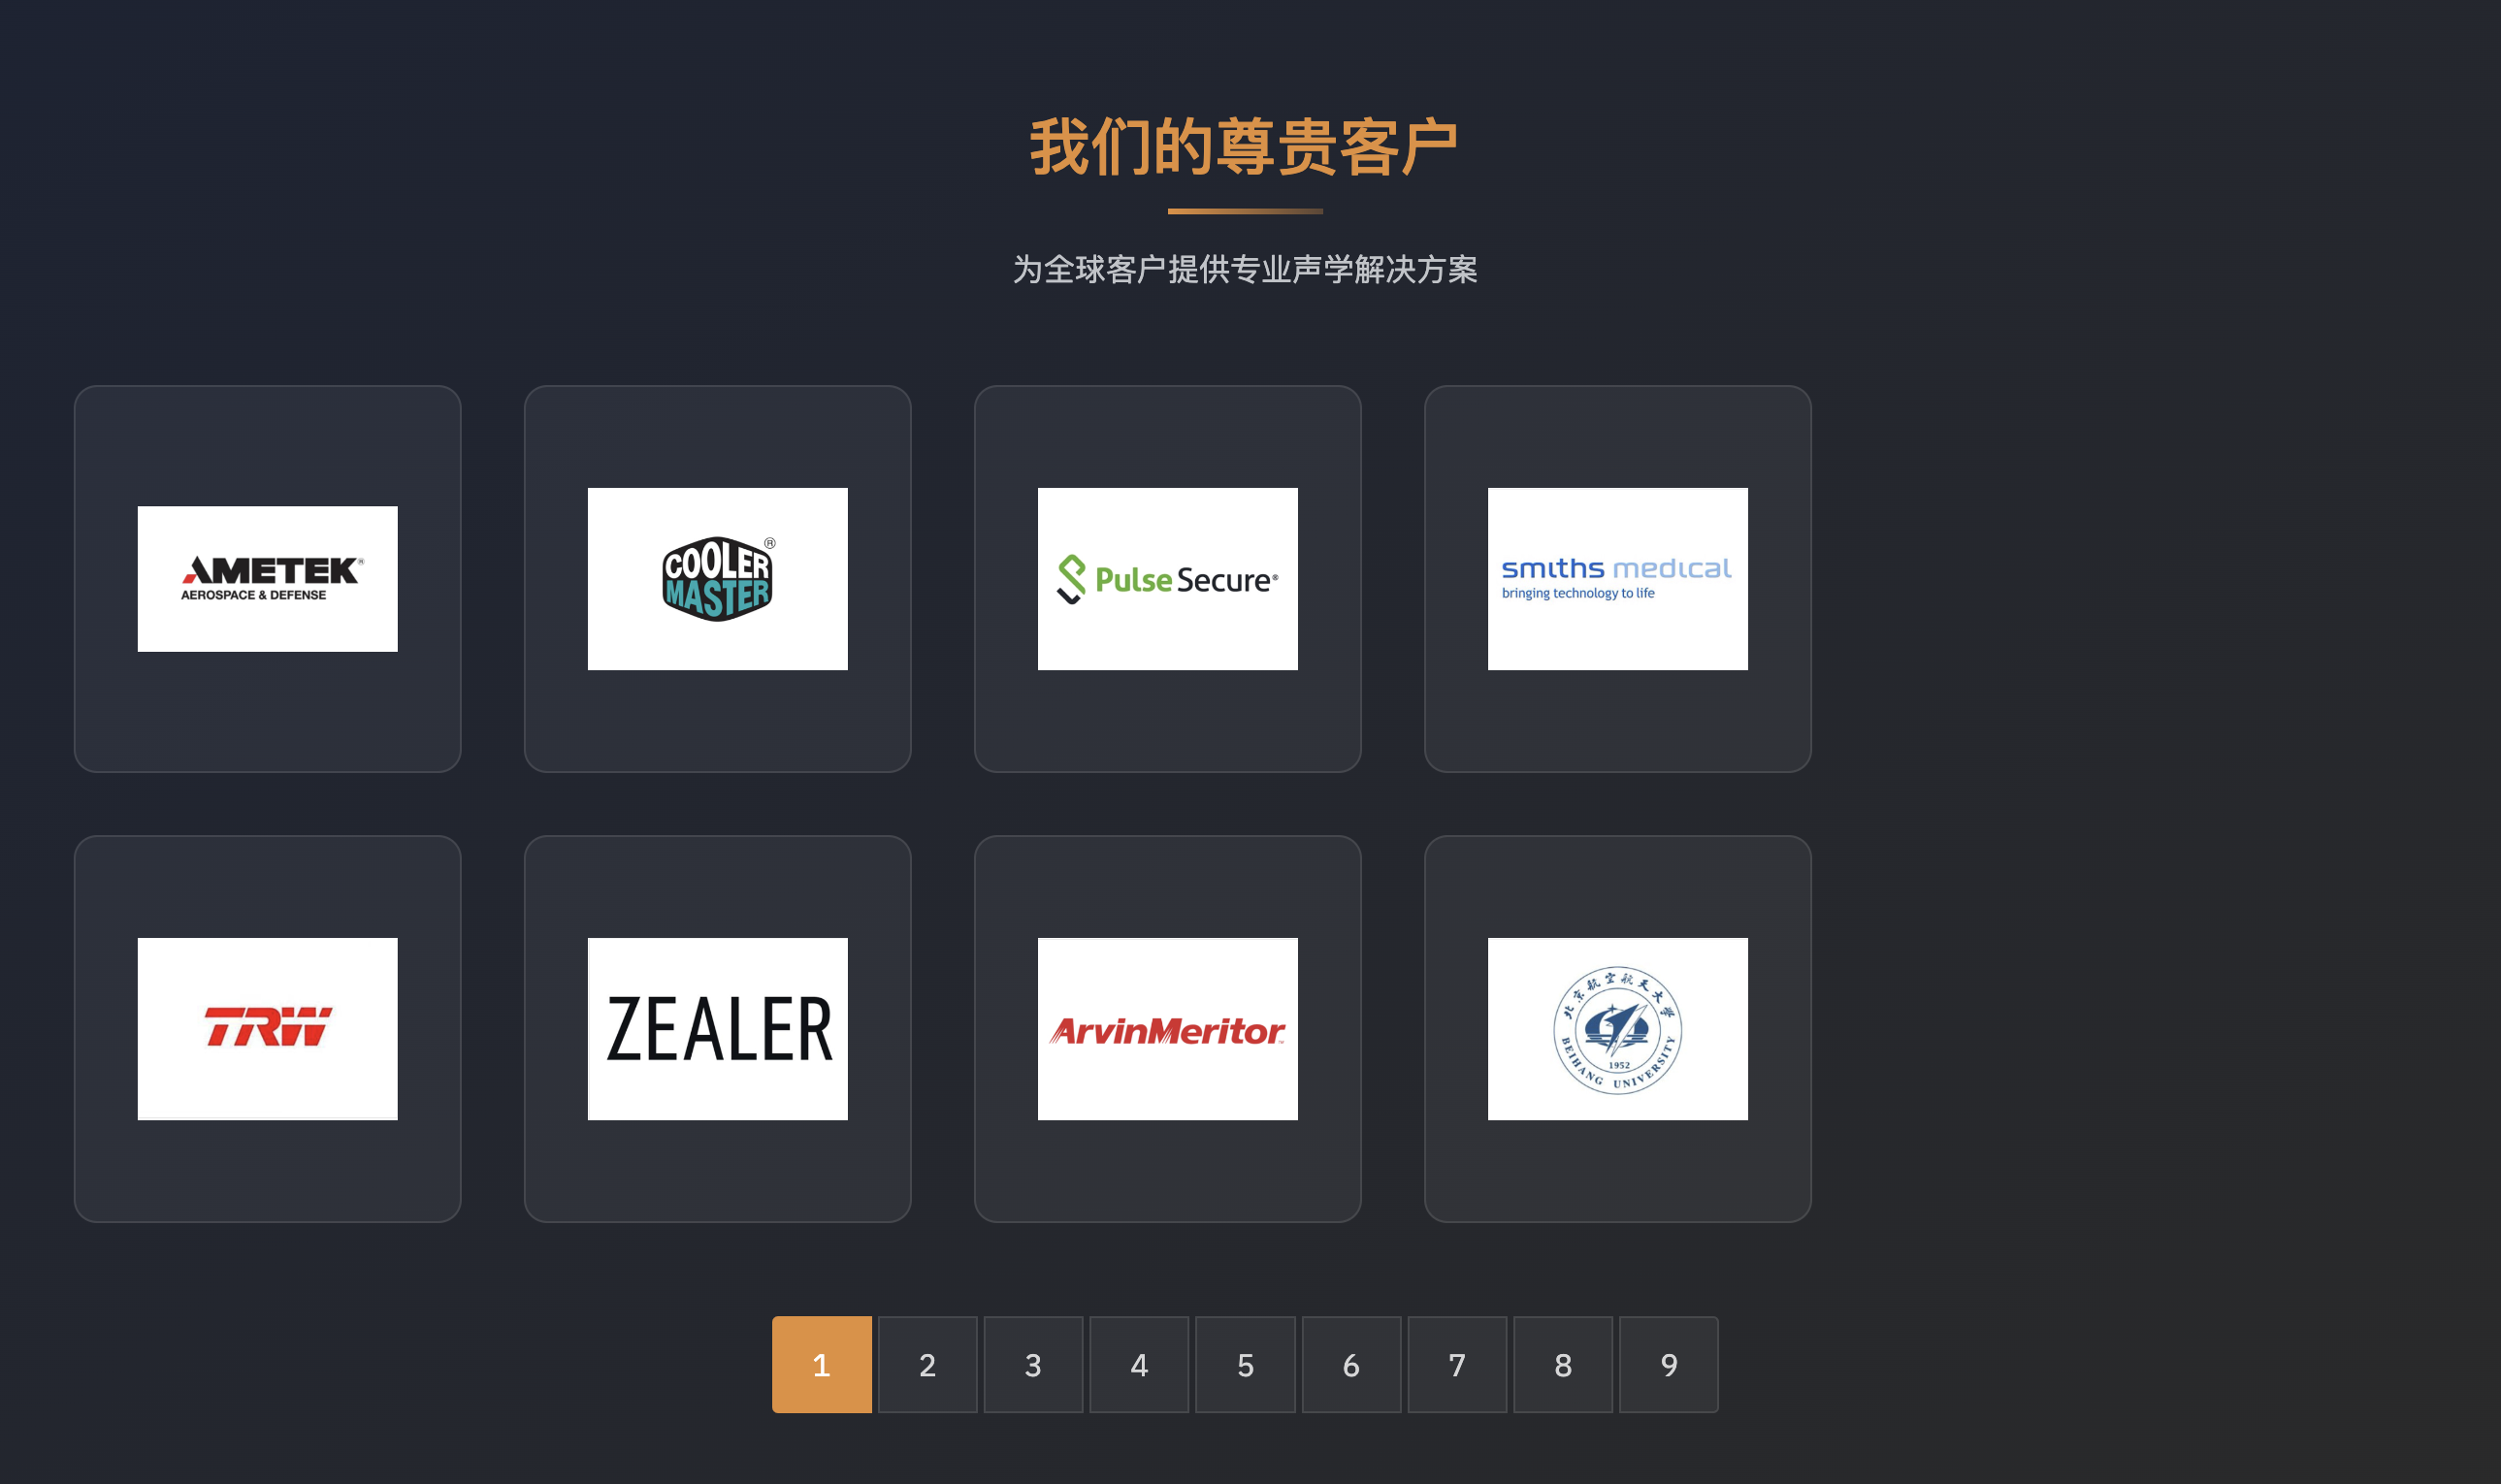 我们的尊贵客户
为全球客户提供专业声学解决方案
AMETEK®
AEROSPACE & DEFENSE
COOLER ®
MASTER
Pulse Secure®
smiths medical
bringing technology to life
TRW
ZEALER
ArvinMeritor™
北京航空航天大学
1952
BEIHANG UNIVERSITY
1 2 3 4 5 6 7 8 9